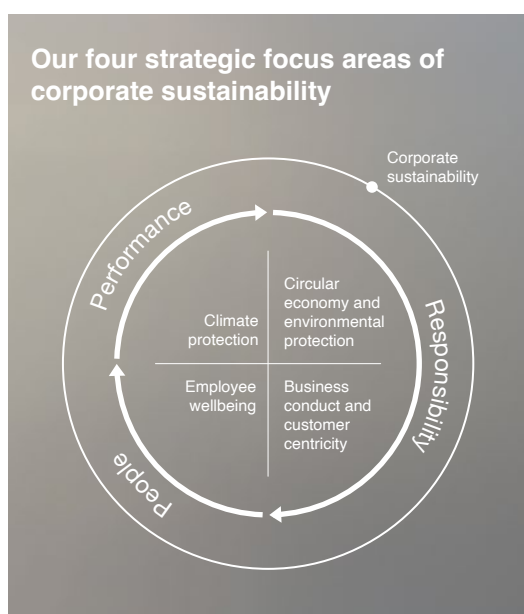 Our four strategic focus areas of
corporate sustainability
Corporate
sustainability
Performance
Responsibility
People
Climate
protection
Circular
economy and
environmental
protection
Employee
wellbeing
Business
conduct and
customer
centricity